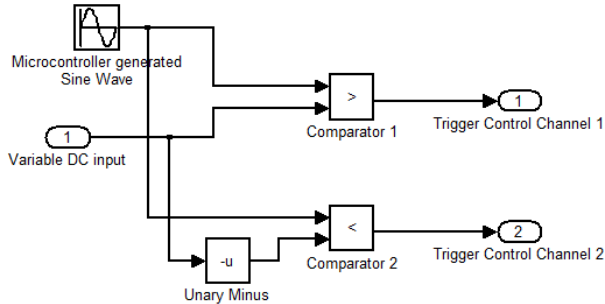 Microcontroller generated
Sine Wave
>
Comparator 1
1
Trigger Control Channel 1
1
Variable DC input
<
Comparator 2
2
Trigger Control Channel 2
-u
Unary Minus